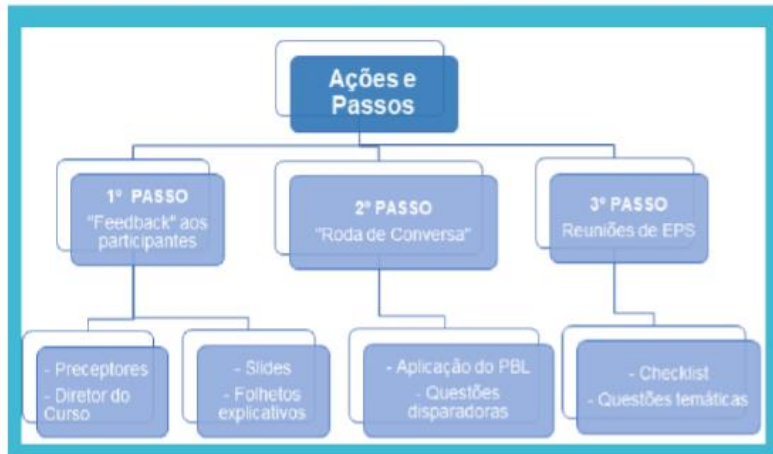 Ações e
Passos
1º PASSO
"Feedback" aos
participantes
2º PASSO
"Roda de Conversa"
3º PASSO
Reuniões de EPS
- Preceptores
- Diretor do
Curso
- Slides
- Folhetos
explicativos
- Aplicação do PBL
- Questões
disparadoras
- Checklist
- Questões temáticas